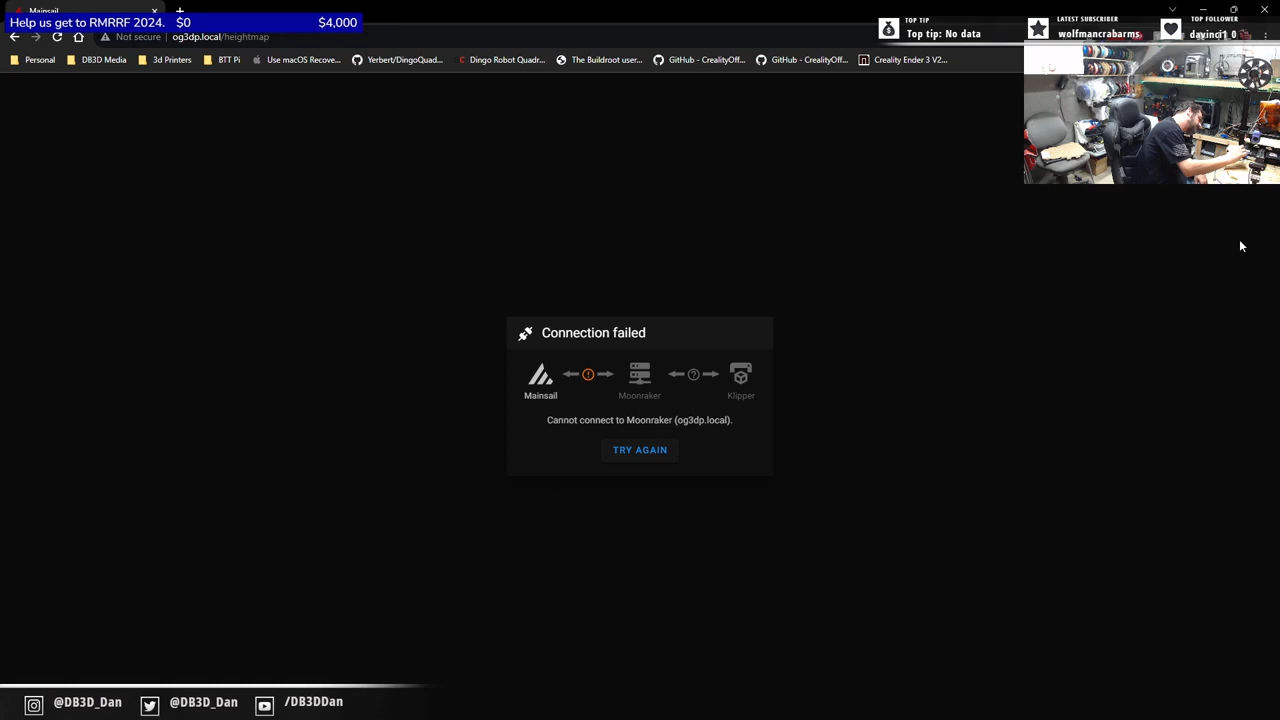 Mainsail
Help us get to RMRRF 2024. $0 $4,000
Not secure og3dp.local/heightmap
TOP TIP
Top tip: No data
LATEST SUBSCRIBER
wolfmancrabarms
TOP FOLLOWER
davinci1_0
Personal DB3D Media 3d Printers BTT Pi Use macOS Recove... Yerbert/DingoQuad... Dingo Robot Quadr... The Buildroot user... GitHub - CrealityOff... GitHub - CrealityOff... Creality Ender 3 V2...
Connection failed
Mainsail Moonraker Klipper
Cannot connect to Moonraker (og3dp.local).
TRY AGAIN
@DB3D_Dan @DB3D_Dan /DB3DDan